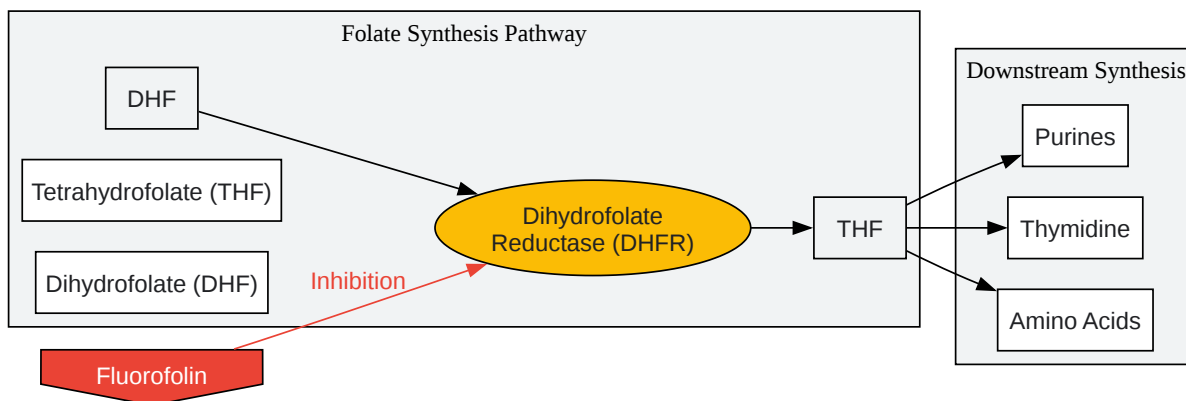 Folate Synthesis Pathway
DHF
Tetrahydrofolate (THF)
Dihydrofolate (DHF)
Dihydrofolate
Reductase (DHFR)
Inhibition
Fluorofolin
THF
Downstream Synthesis
Purines
Thymidine
Amino Acids